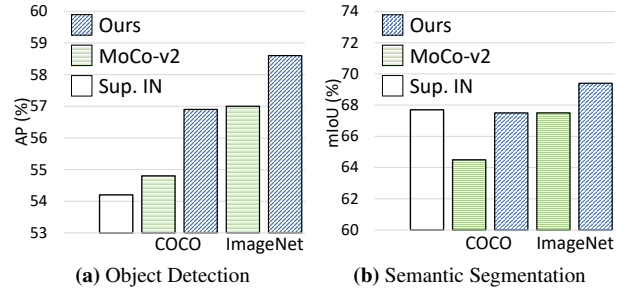 60
59
58
57
56
55
54
53
AP (%)
Ours
MoCo-v2
Sup. IN
COCO
ImageNet
(a) Object Detection
74
72
70
68
66
64
62
60
mIoU (%)
Ours
MoCo-v2
Sup. IN
COCO
ImageNet
(b) Semantic Segmentation